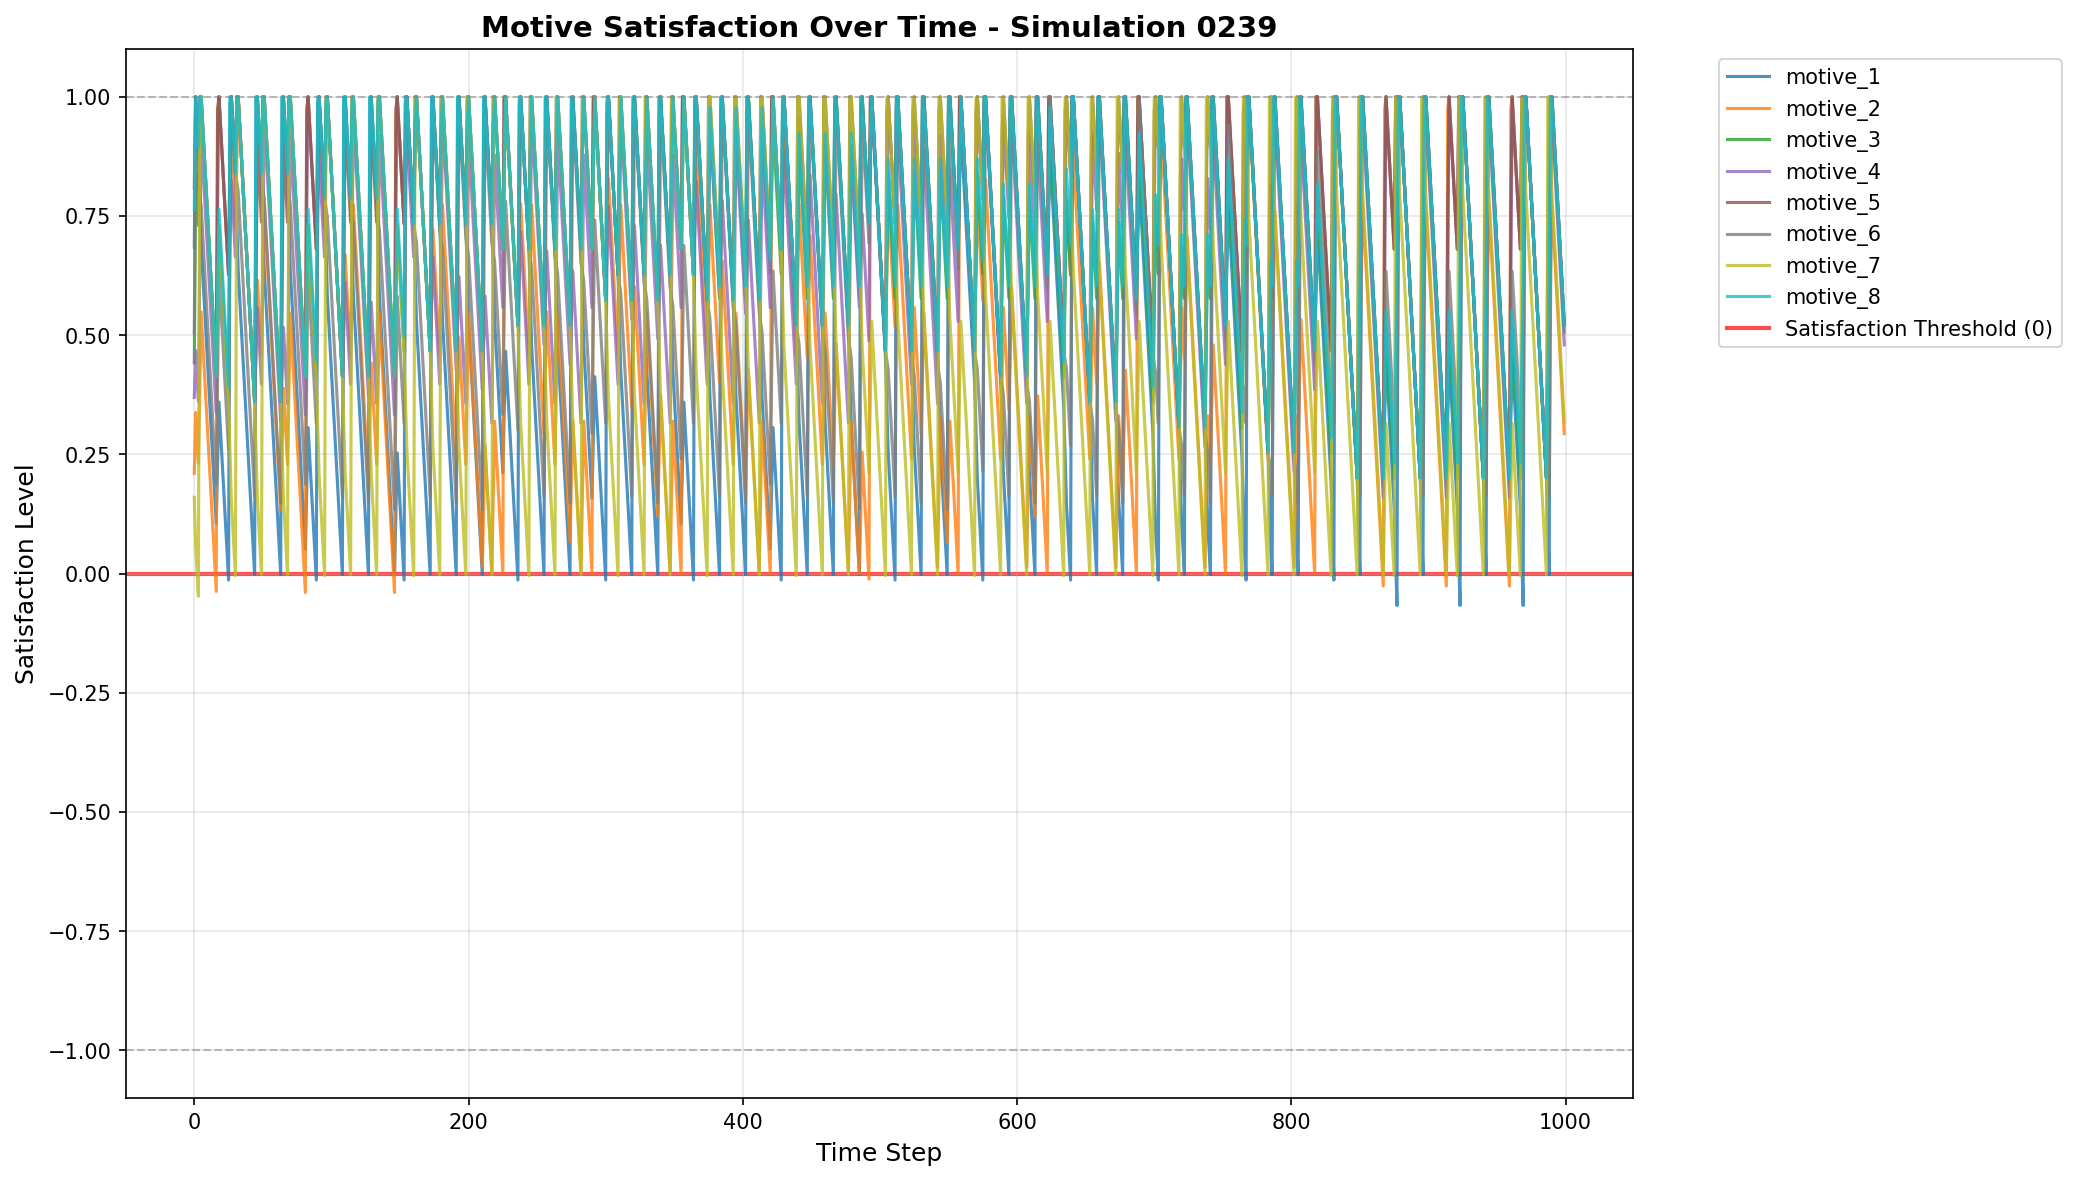 Motive Satisfaction Over Time - Simulation 0239
Satisfaction Level
1.00
0.75
0.50
0.25
0.00
−0.25
−0.50
−0.75
−1.00
0
200
400
600
800
1000
Time Step
motive_1
motive_2
motive_3
motive_4
motive_5
motive_6
motive_7
motive_8
Satisfaction Threshold (0)